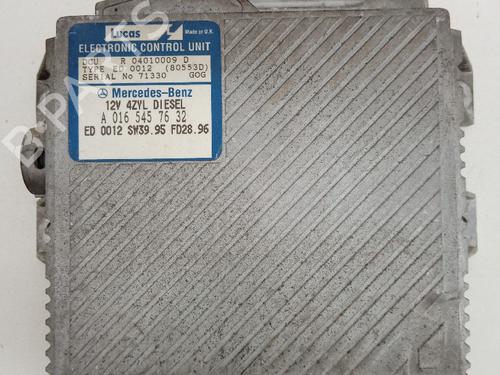 Lucas
Made in U.K.
ELECTRONIC CONTROL UNIT
DCU R 04010009 D
TYPE ED 0012 (80553D)
SERIAL No 71330 GOG
Mercedes-Benz
12V 4ZYL DIESEL
A 016 545 76 32
ED 0012 SW39.95 FD28.96
B-PARTS